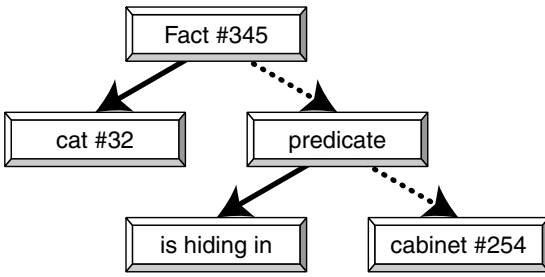 Fact #345
cat #32
predicate
is hiding in
cabinet #254